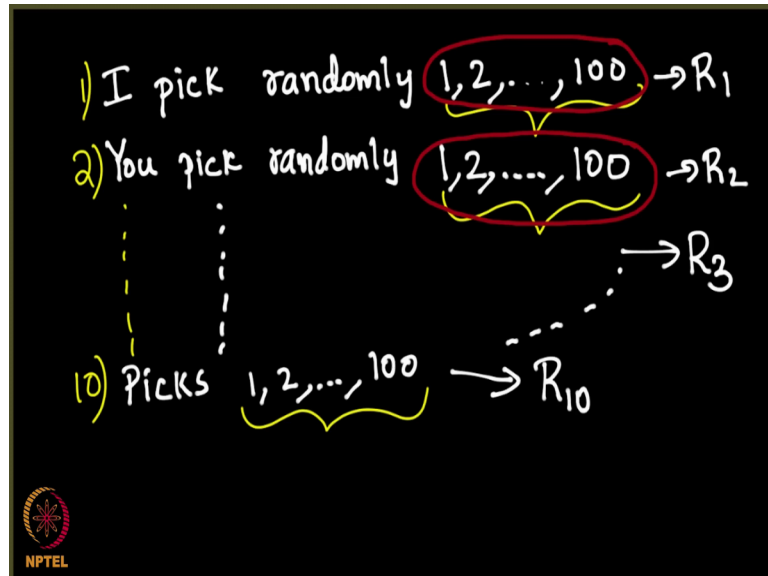 1) I pick randomly 1, 2, ..., 100 → R1
2) You pick randomly 1, 2, ...., 100 → R2
→ R3
10) Picks 1, 2, ..., 100 → R10
NPTEL